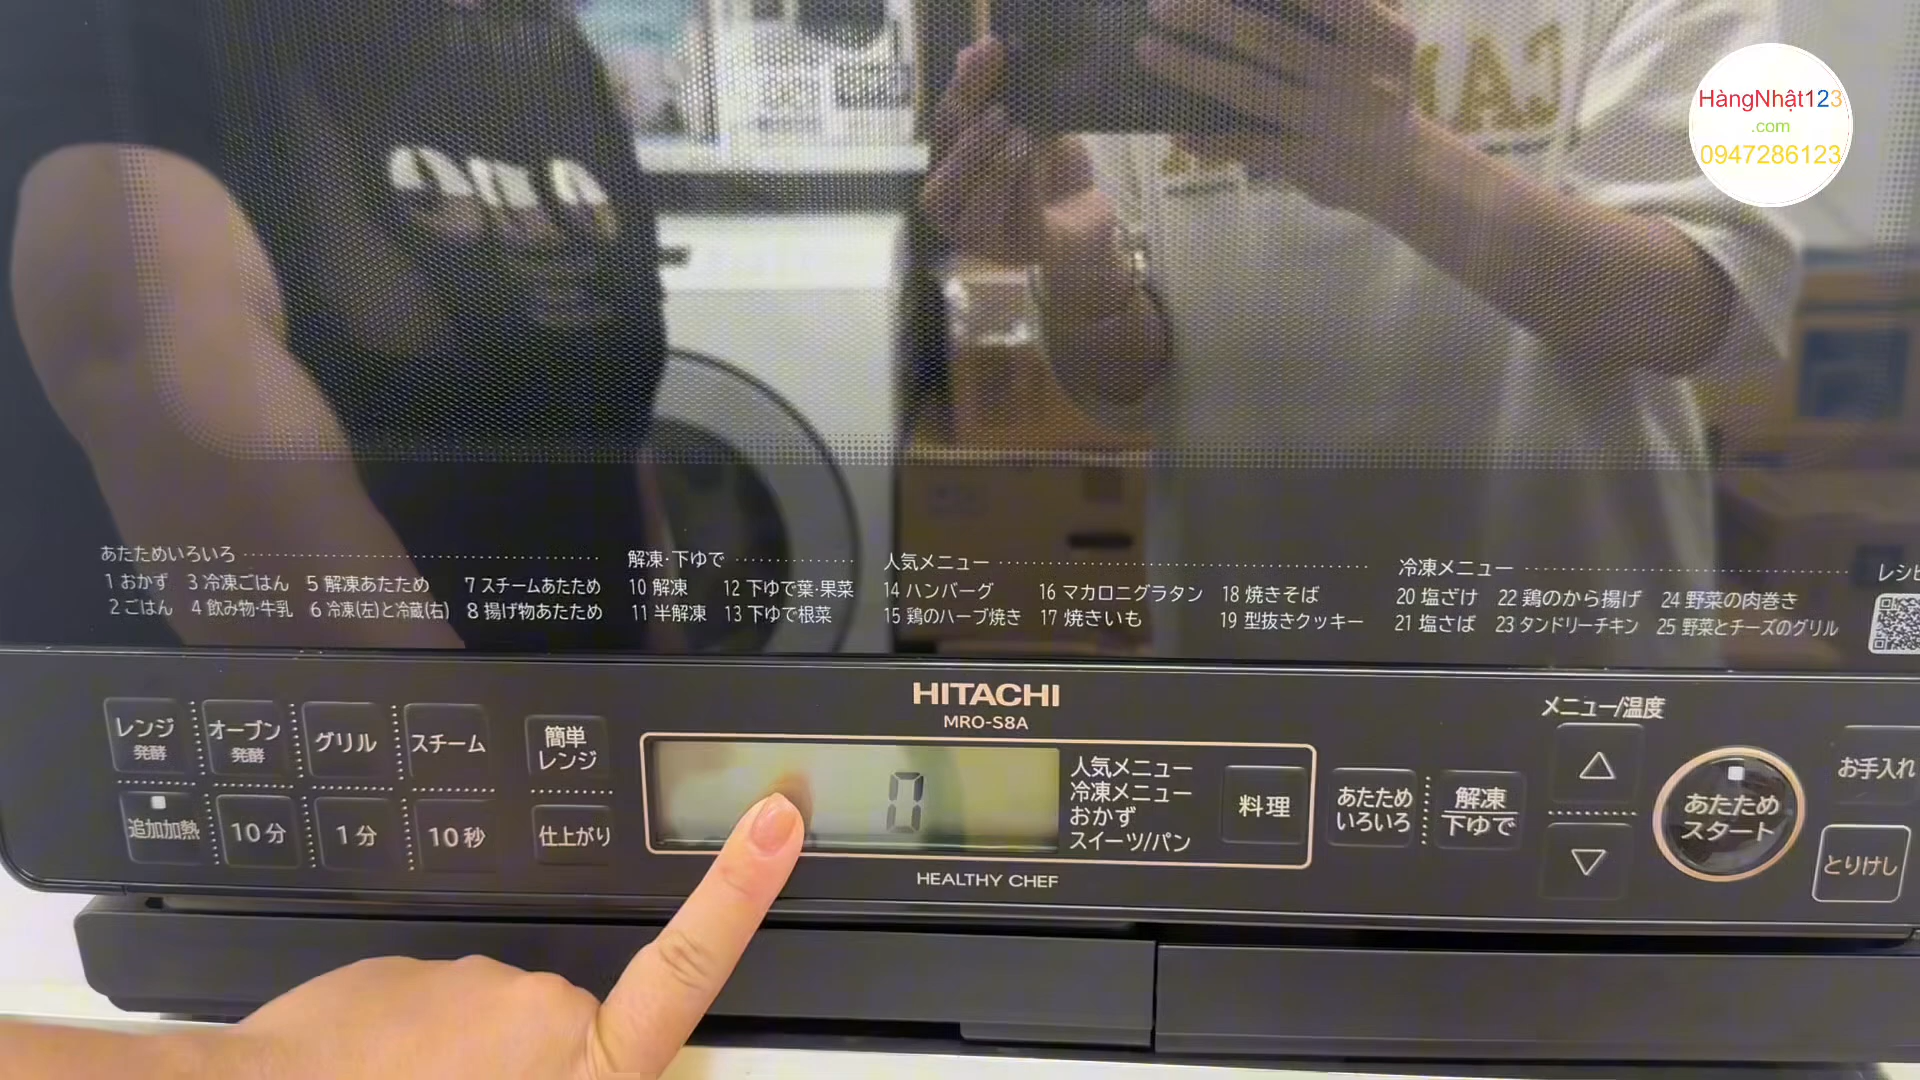 HàngNhật123
.com
0947286123
あたためいろいろ
1 おかず 3 冷凍ごはん 5 解凍あたため 7 スチームあたため
2 ごはん 4 飲み物·牛乳 6 冷凍(左)と冷蔵(右) 8 揚げ物あたため
解凍·下ゆで
10 解凍 12 下ゆで葉·果菜
11 半解凍 13 下ゆで根菜
人気メニュー
14 ハンバーグ 16 マカロニグラタン 18 焼きそば
15 鶏のハーブ焼き 17 焼きいも 19 型抜きクッキー
冷凍メニュー
20 塩ざけ 22 鶏のから揚げ 24 野菜の肉巻き
21 塩さば 23 タンドリーチキン 25 野菜とチーズのグリル
レシピ
HITACHI
MRO-S8A
レンジ
発酵
オーブン
発酵
グリル
スチーム
簡単
レンジ
追加加熱
10分
1分
10秒
仕上がり
0
人気メニュー
冷凍メニュー
おかず
スイーツ/パン
料理
HEALTHY CHEF
あたため
いろいろ
解凍
下ゆで
メニュー/温度
あたため
スタート
お手入れ
とりけし